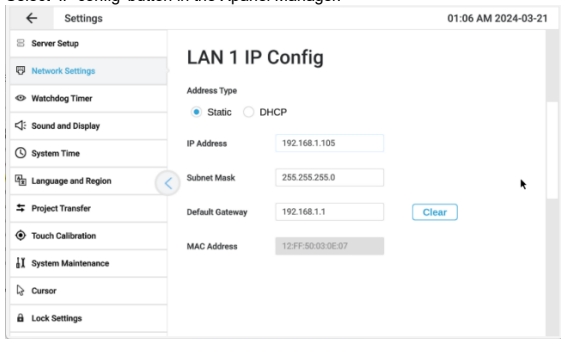 Select 'IP config' button in the Xpanel Manager.
Settings
01:06 AM 2024-03-21
Server Setup
Network Settings
Watchdog Timer
Sound and Display
System Time
Language and Region
Project Transfer
Touch Calibration
System Maintenance
Cursor
Lock Settings
LAN 1 IP Config
Address Type
Static DHCP
IP Address 192.168.1.105
Subnet Mask 255.255.255.0
Default Gateway 192.168.1.1 Clear
MAC Address 12:FF:50:03:0E:07